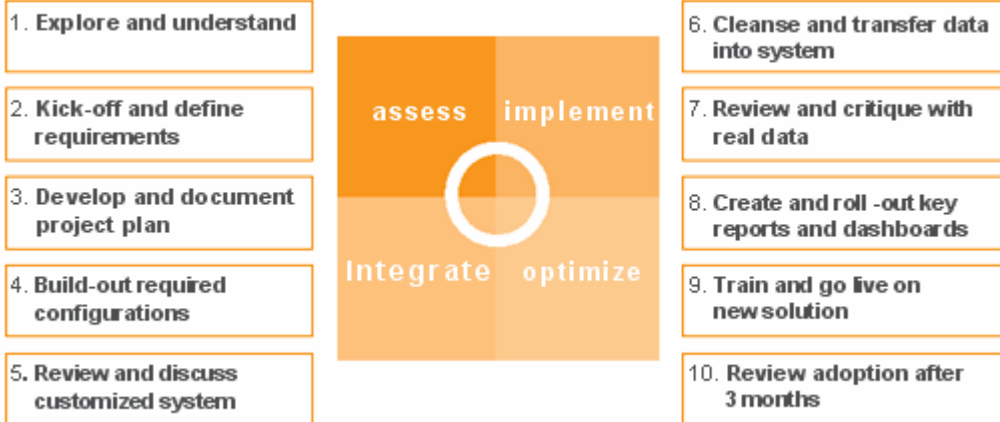 1. Explore and understand
2. Kick-off and define
requirements
3. Develop and document
project plan
4. Build-out required
configurations
5. Review and discuss
customized system
assess
implement
Integrate
optimize
6. Cleanse and transfer data
into system
7. Review and critique with
real data
8. Create and roll -out key
reports and dashboards
9. Train and go live on
new solution
10. Review adoption after
3 months